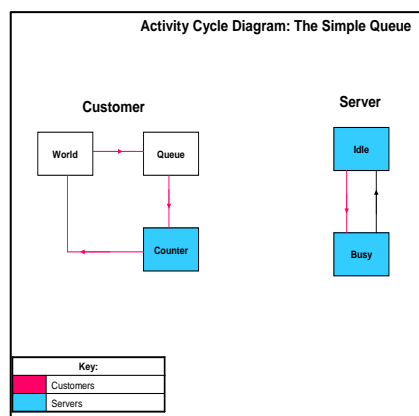 Activity Cycle Diagram: The Simple Queue
Customer
Server
World
Queue
Idle
Counter
Busy
Key:
Customers
Servers